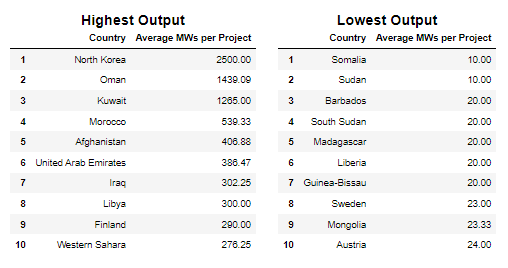 Highest Output
Country Average MWs per Project
1 North Korea 2500.00
2 Oman 1439.09
3 Kuwait 1265.00
4 Morocco 539.33
5 Afghanistan 406.88
6 United Arab Emirates 386.47
7 Iraq 302.25
8 Libya 300.00
9 Finland 290.00
10 Western Sahara 276.25
Lowest Output
Country Average MWs per Project
1 Somalia 10.00
2 Sudan 10.00
3 Barbados 20.00
4 South Sudan 20.00
5 Madagascar 20.00
6 Liberia 20.00
7 Guinea-Bissau 20.00
8 Sweden 23.00
9 Mongolia 23.33
10 Austria 24.00